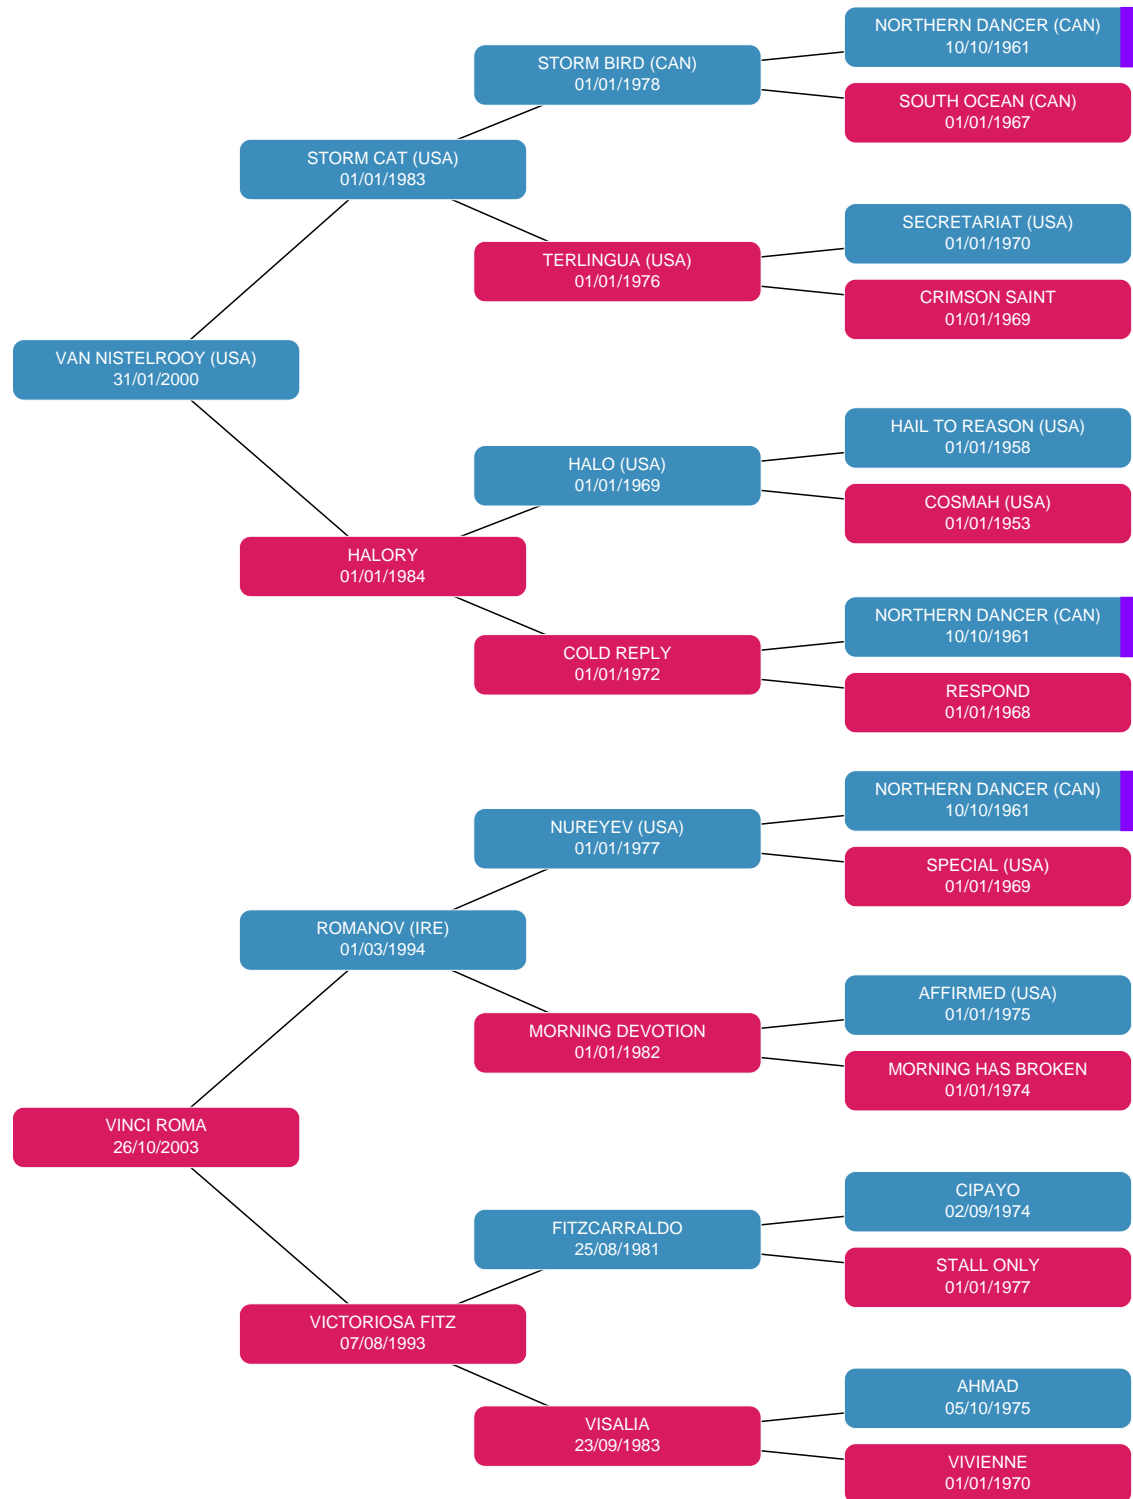 NORTHERN DANCER (CAN)
10/10/1961
STORM BIRD (CAN)
01/01/1978
SOUTH OCEAN (CAN)
01/01/1967
STORM CAT (USA)
01/01/1983
SECRETARIAT (USA)
01/01/1970
TERLINGUA (USA)
01/01/1976
CRIMSON SAINT
01/01/1969
VAN NISTELROOY (USA)
31/01/2000
HAIL TO REASON (USA)
01/01/1958
HALO (USA)
01/01/1969
COSMAH (USA)
01/01/1953
HALORY
01/01/1984
NORTHERN DANCER (CAN)
10/10/1961
COLD REPLY
01/01/1972
RESPOND
01/01/1968
NORTHERN DANCER (CAN)
10/10/1961
NUREYEV (USA)
01/01/1977
SPECIAL (USA)
01/01/1969
ROMANOV (IRE)
01/03/1994
AFFIRMED (USA)
01/01/1975
MORNING DEVOTION
01/01/1982
MORNING HAS BROKEN
01/01/1974
VINCI ROMA
26/10/2003
CIPAYO
02/09/1974
FITZCARRALDO
25/08/1981
STALL ONLY
01/01/1977
VICTORIOSA FITZ
07/08/1993
AHMAD
05/10/1975
VISALIA
23/09/1983
VIVIENNE
01/01/1970